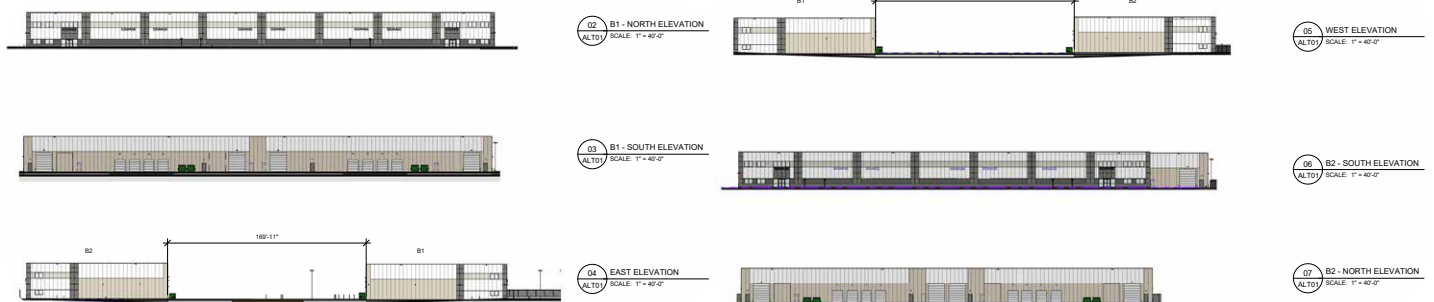 02 B1 - NORTH ELEVATION
ALT01 SCALE: 1" = 40'-0"
B1 B2
05 WEST ELEVATION
ALT01 SCALE: 1" = 40'-0"
03 B1 - SOUTH ELEVATION
ALT01 SCALE: 1" = 40'-0"
06 B2 - SOUTH ELEVATION
ALT01 SCALE: 1" = 40'-0"
169'-11"
B2 B1
04 EAST ELEVATION
ALT01 SCALE: 1" = 40'-0"
07 B2 - NORTH ELEVATION
ALT01 SCALE: 1" = 40'-0"